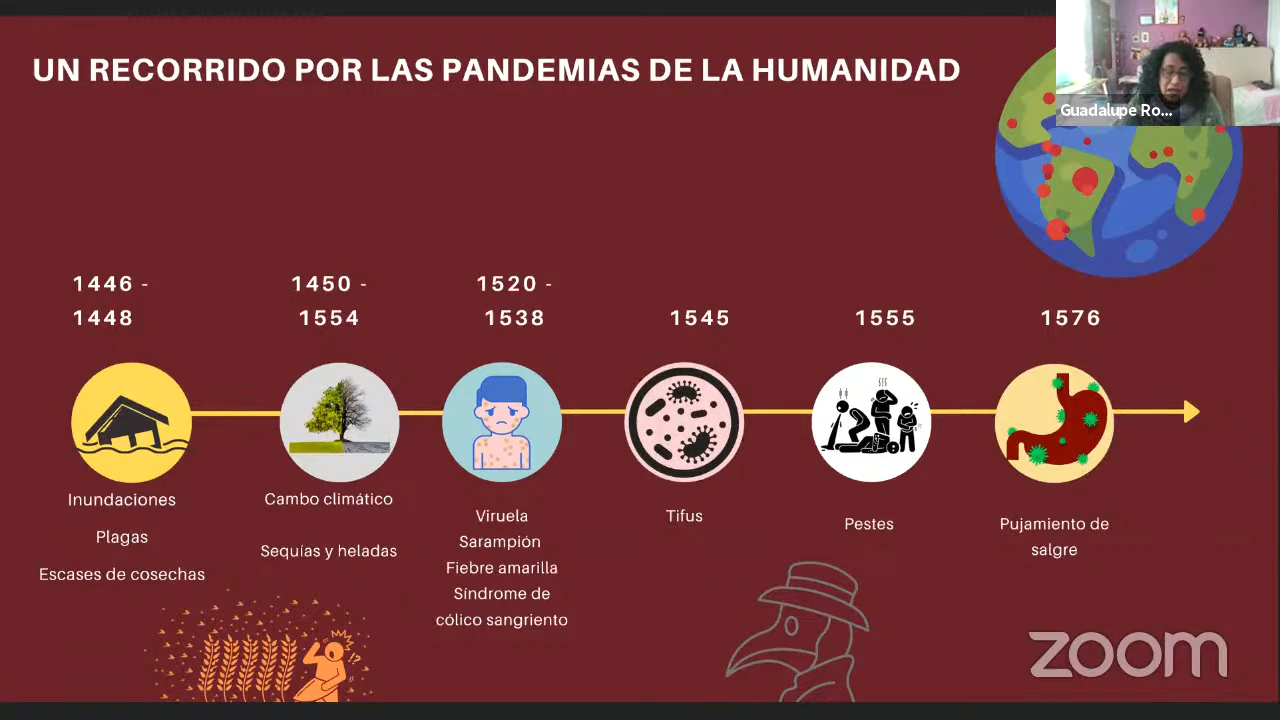 UN RECORRIDO POR LAS PANDEMIAS DE LA HUMANIDAD
Guadalupe Ro...
1446 -
1448
1450 -
1554
1520 -
1538
1545
1555
1576
Inundaciones
Plagas
Escases de cosechas
Cambo climático
Sequías y heladas
Viruela
Sarampión
Fiebre amarilla
Síndrome de
cólico sangriento
Tifus
Pestes
Pujamiento de
salgre
!?
zoom